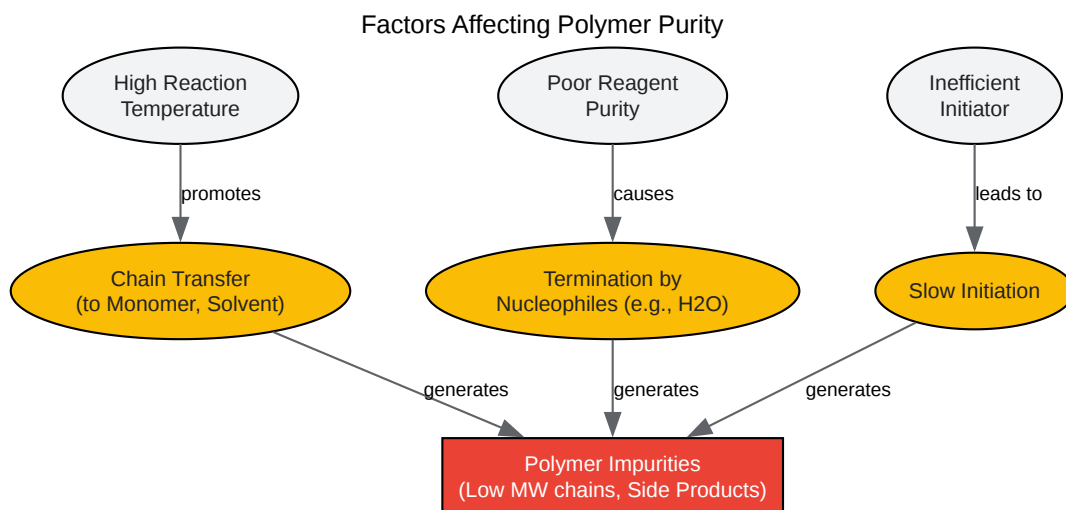 Factors Affecting Polymer Purity
High Reaction
Temperature
Poor Reagent
Purity
Inefficient
Initiator
promotes
causes
leads to
Chain Transfer
(to Monomer, Solvent)
Termination by
Nucleophiles (e.g., H2O)
Slow Initiation
generates
generates
generates
Polymer Impurities
(Low MW chains, Side Products)